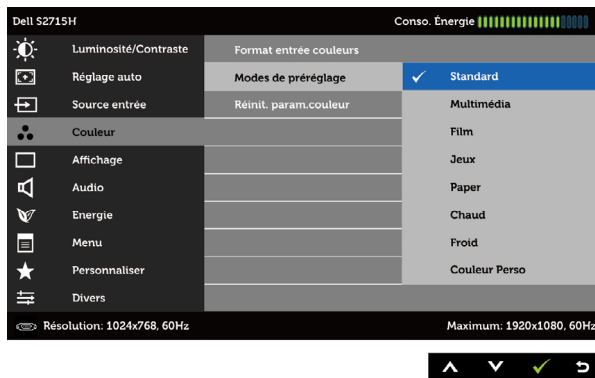 Dell S2715H Conso. Énergie
Luminosité/Contraste Format entrée couleurs
Réglage auto Modes de préréglage Standard
Source entrée Réinit. param.couleur Multimédia
Couleur Film
Affichage Jeux
Audio Paper
Energie Chaud
Menu Froid
Personnaliser Couleur Perso
Divers
Résolution: 1024x768, 60Hz Maximum: 1920x1080, 60Hz